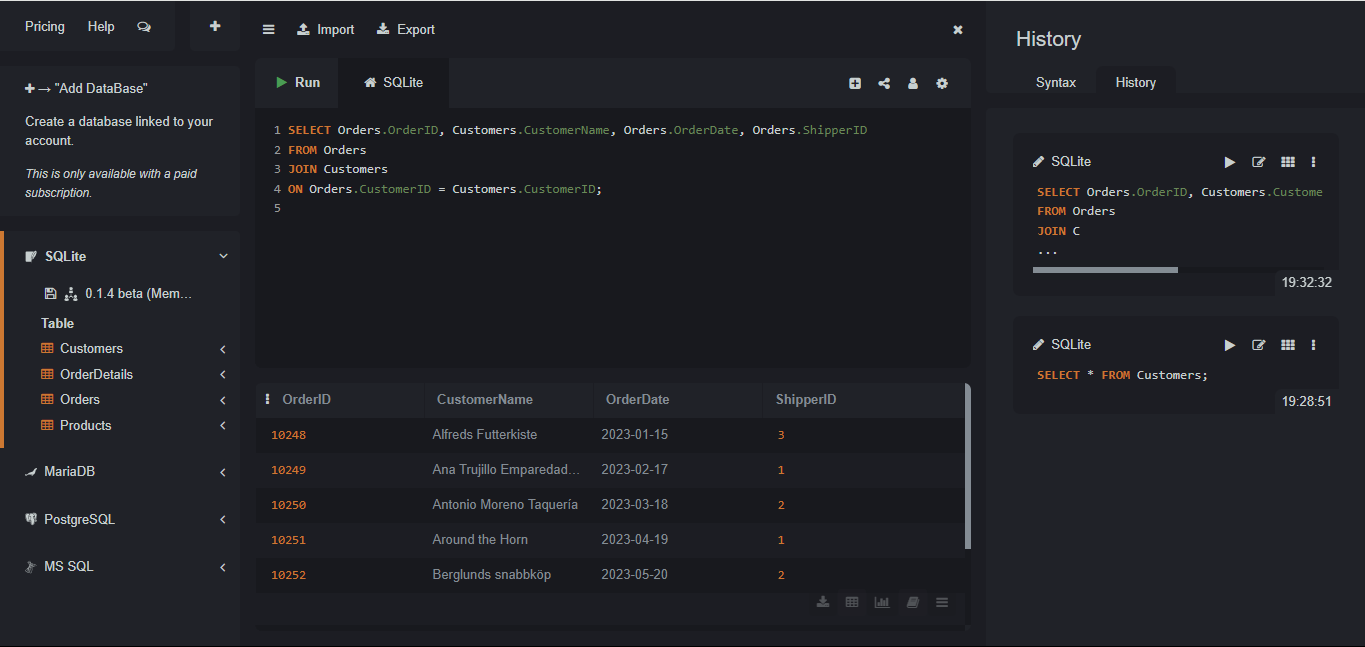 Pricing Help
→ "Add DataBase"
Create a database linked to your
account.
This is only available with a paid
subscription.
SQLite
0.1.4 beta (Mem...
Table
Customers
OrderDetails
Orders
Products
MariaDB
PostgreSQL
MS SQL
Import Export
Run SQLite
1 SELECT Orders.OrderID, Customers.CustomerName, Orders.OrderDate, Orders.ShipperID
2 FROM Orders
3 JOIN Customers
4 ON Orders.CustomerID = Customers.CustomerID;
5
OrderID CustomerName OrderDate ShipperID
10248 Alfreds Futterkiste 2023-01-15 3
10249 Ana Trujillo Emparedad... 2023-02-17 1
10250 Antonio Moreno Taquería 2023-03-18 2
10251 Around the Horn 2023-04-19 1
10252 Berglunds snabbköp 2023-05-20 2
History
Syntax History
SQLite
SELECT Orders.OrderID, Customers.Custome
FROM Orders
JOIN C
...
19:32:32
SQLite
SELECT * FROM Customers;
19:28:51